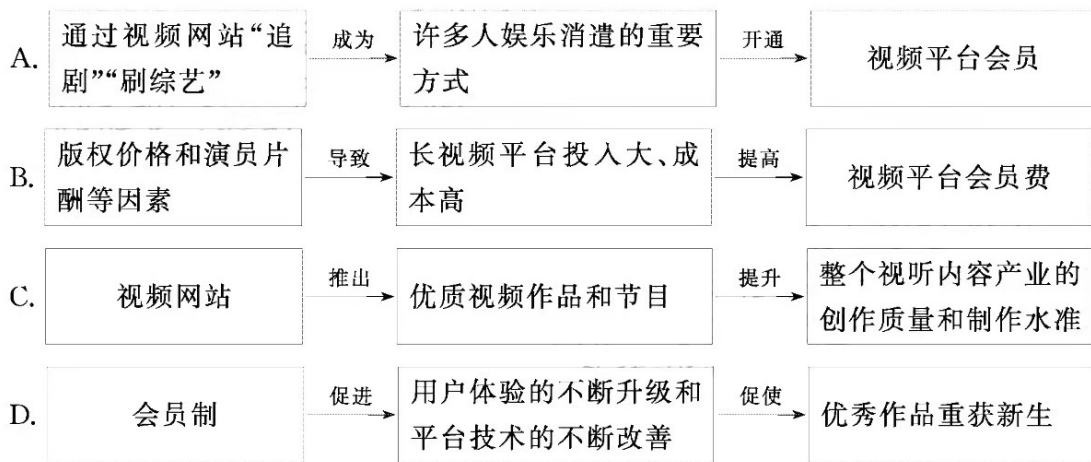 A. 通过视频网站“追 成为 许多人娱乐消遣的重要 开通 视频平台会员
剧”“刷综艺” 方式
B. 版权价格和演员片 导致 长视频平台投入大、成 提高 视频平台会员费
酬等因素 本高
C. 视频网站 推出 优质视频作品和节目 提升 整个视听内容产业的
创作质量和制作水准
D. 会员制 促进 用户体验的不断升级和 促使 优秀作品重获新生
平台技术的不断改善